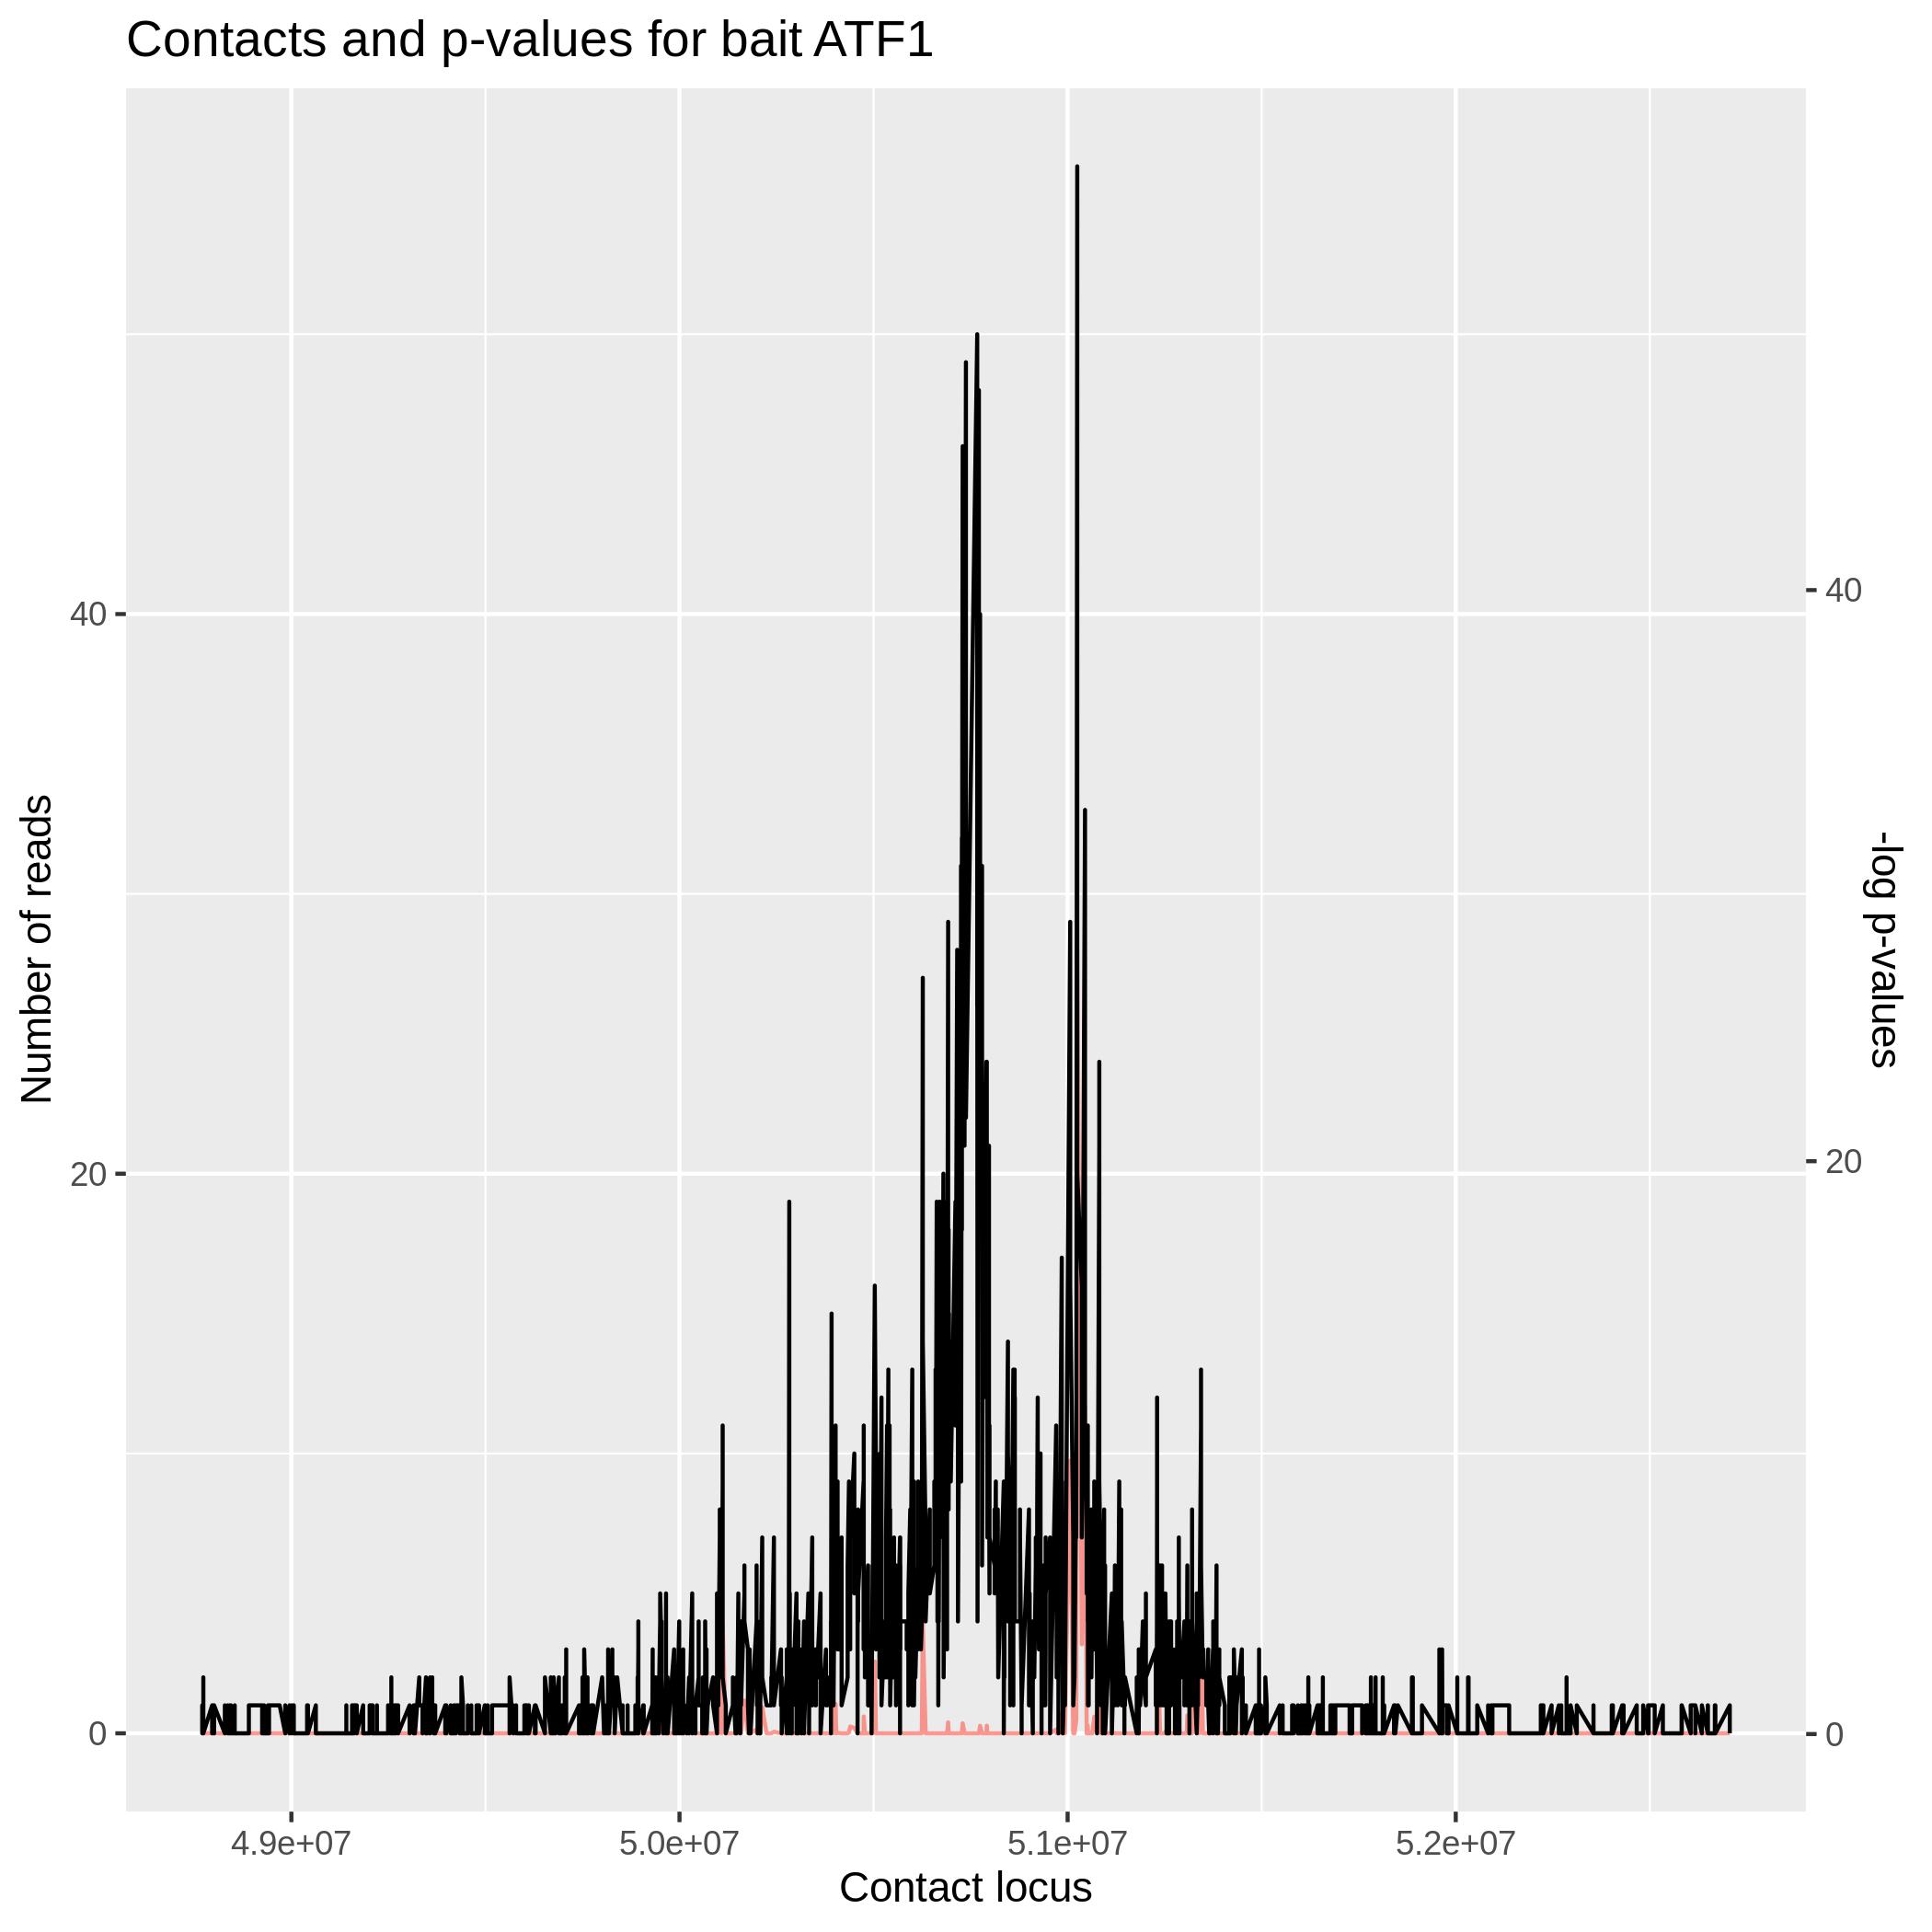 Contacts and p-values for bait ATF1
Number of reads
40
20
0
40
20
0
-log p-values
4.9e+07
5.0e+07
5.1e+07
5.2e+07
Contact locus